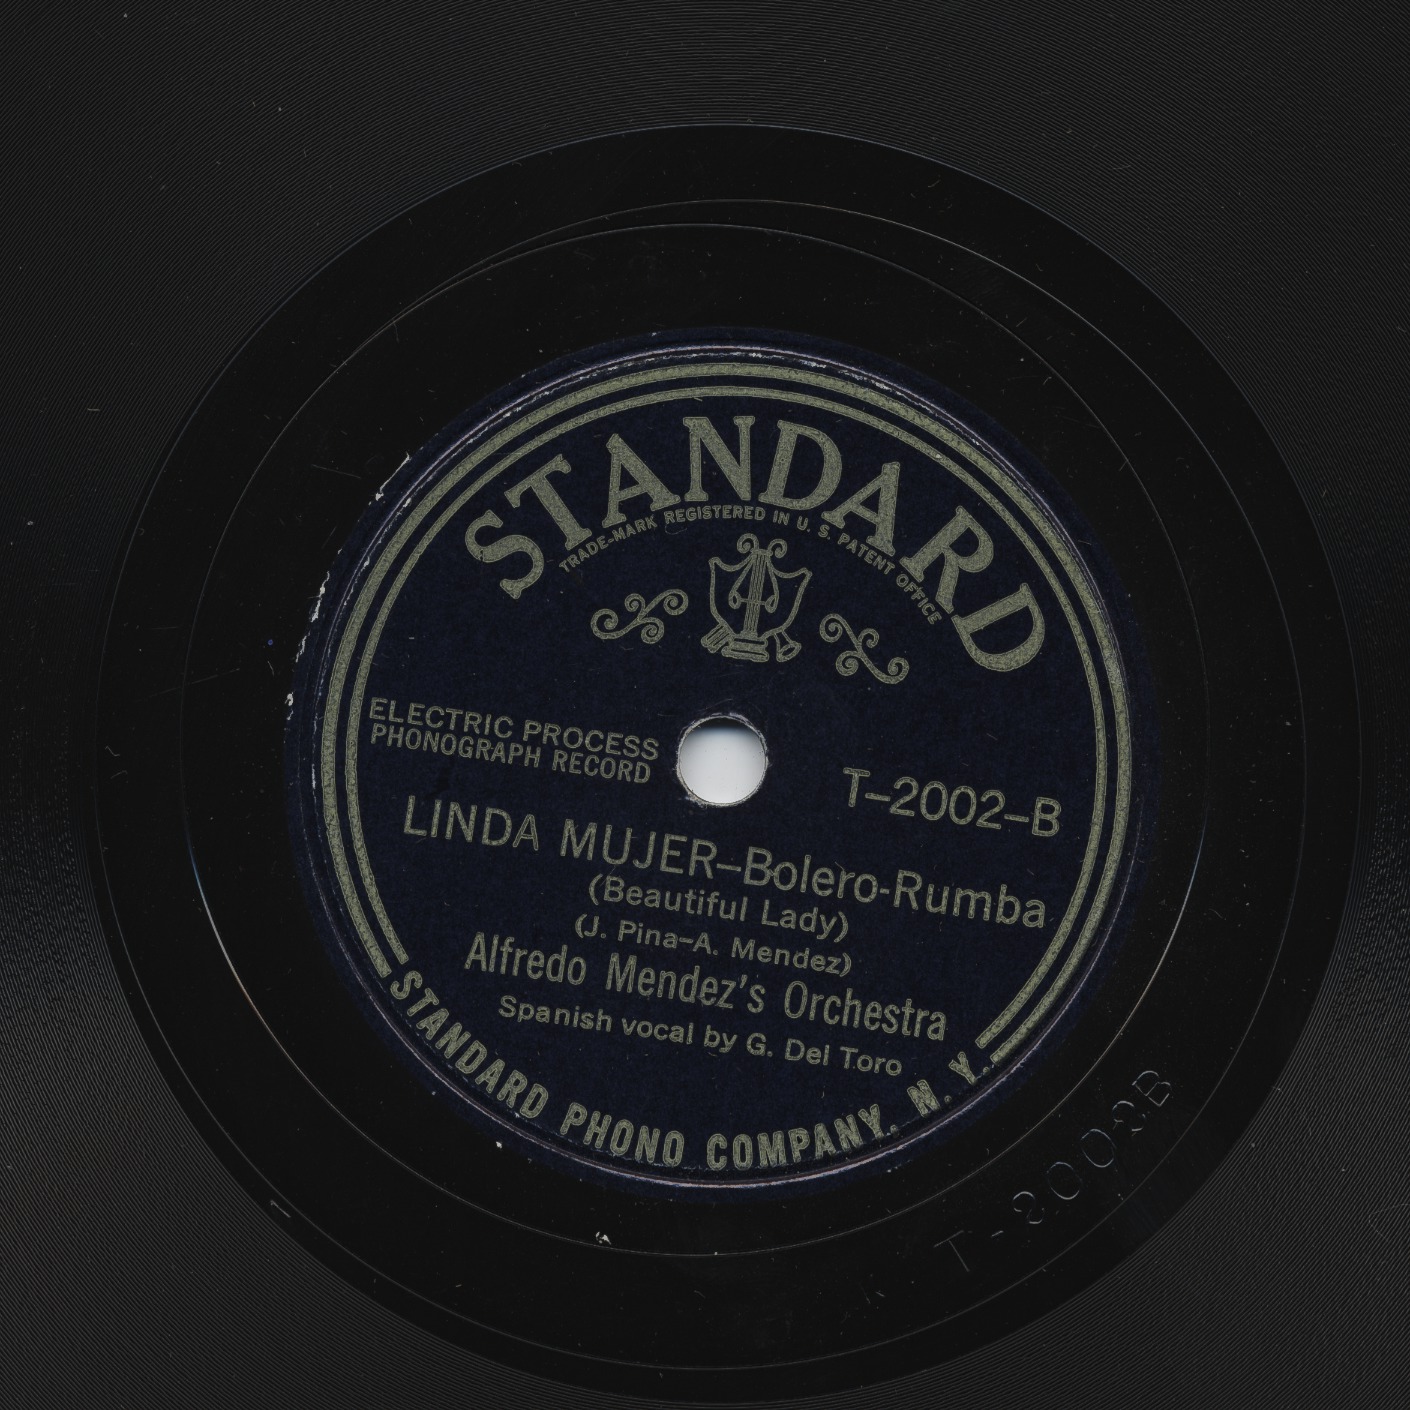 STANDARD
TRADE-MARK REGISTERED IN U. S. PATENT OFFICE
ELECTRIC PROCESS
PHONOGRAPH RECORD
T-2002-B
LINDA MUJER-Bolero-Rumba
(Beautiful Lady)
(J. Pina-A. Mendez)
Alfredo Mendez's Orchestra
Spanish vocal by G. Del Toro
STANDARD PHONO COMPANY, N. Y.
T-2002B
1